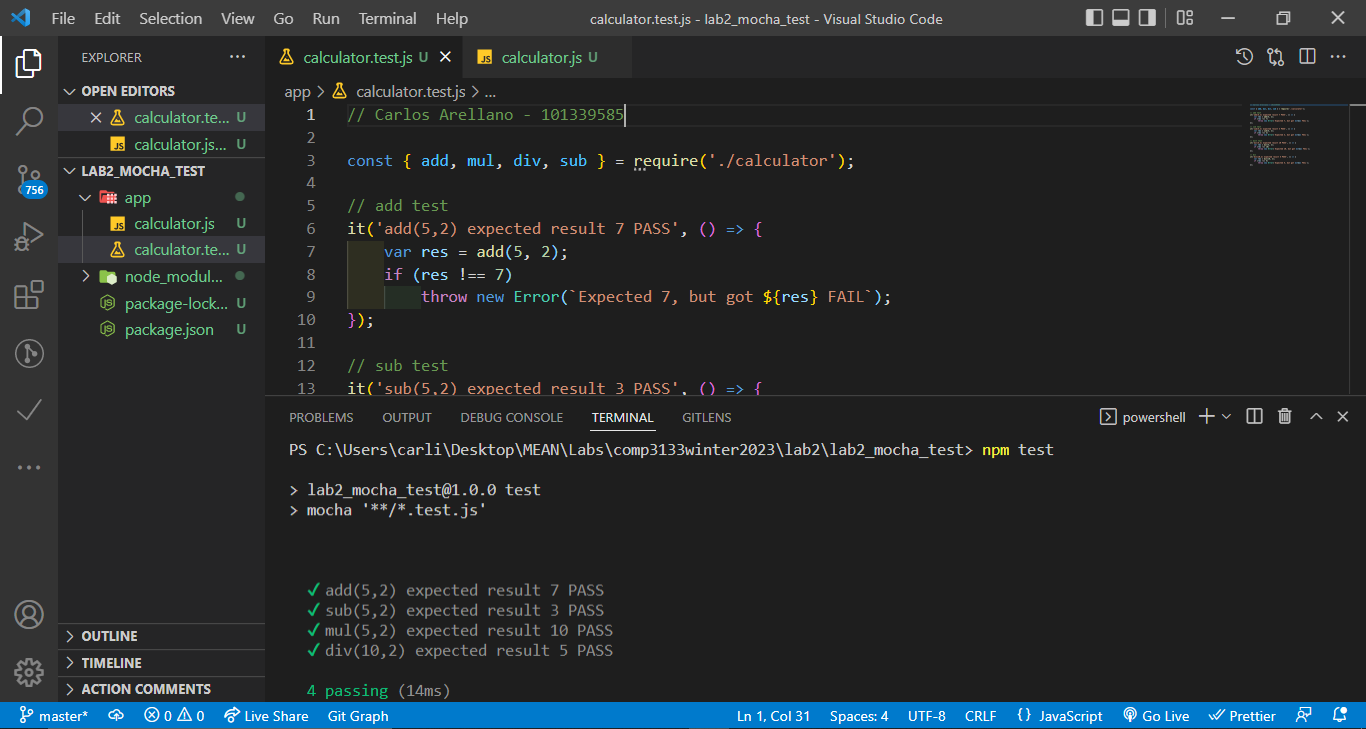 File Edit Selection View Go Run Terminal Help
calculator.test.js - lab2_mocha_test - Visual Studio Code
EXPLORER
OPEN EDITORS
calculator.te... U
calculator.js... U
LAB2_MOCHA_TEST
app
calculator.js U
calculator.te... U
node_modul...
package-lock... U
package.json U
OUTLINE
TIMELINE
ACTION COMMENTS
756
calculator.test.js U
calculator.js U
app > calculator.test.js > ...
1 // Carlos Arellano - 101339585
2
3 const { add, mul, div, sub } = require('./calculator');
4
5 // add test
6 it('add(5,2) expected result 7 PASS', () => {
7 var res = add(5, 2);
8 if (res !== 7)
9 throw new Error(`Expected 7, but got ${res} FAIL`);
10 });
11
12 // sub test
13 it('sub(5,2) expected result 3 PASS', () => {
PROBLEMS OUTPUT DEBUG CONSOLE TERMINAL GITLENS
powershell
PS C:\Users\carli\Desktop\MEAN\Labs\comp3133winter2023\lab2\lab2_mocha_test> npm test
> lab2_mocha_test@1.0.0 test
> mocha '**/*.test.js'
✓ add(5,2) expected result 7 PASS
✓ sub(5,2) expected result 3 PASS
✓ mul(5,2) expected result 10 PASS
✓ div(10,2) expected result 5 PASS
4 passing (14ms)
master* 0 0 Live Share Git Graph Ln 1, Col 31 Spaces: 4 UTF-8 CRLF {} JavaScript Go Live Prettier